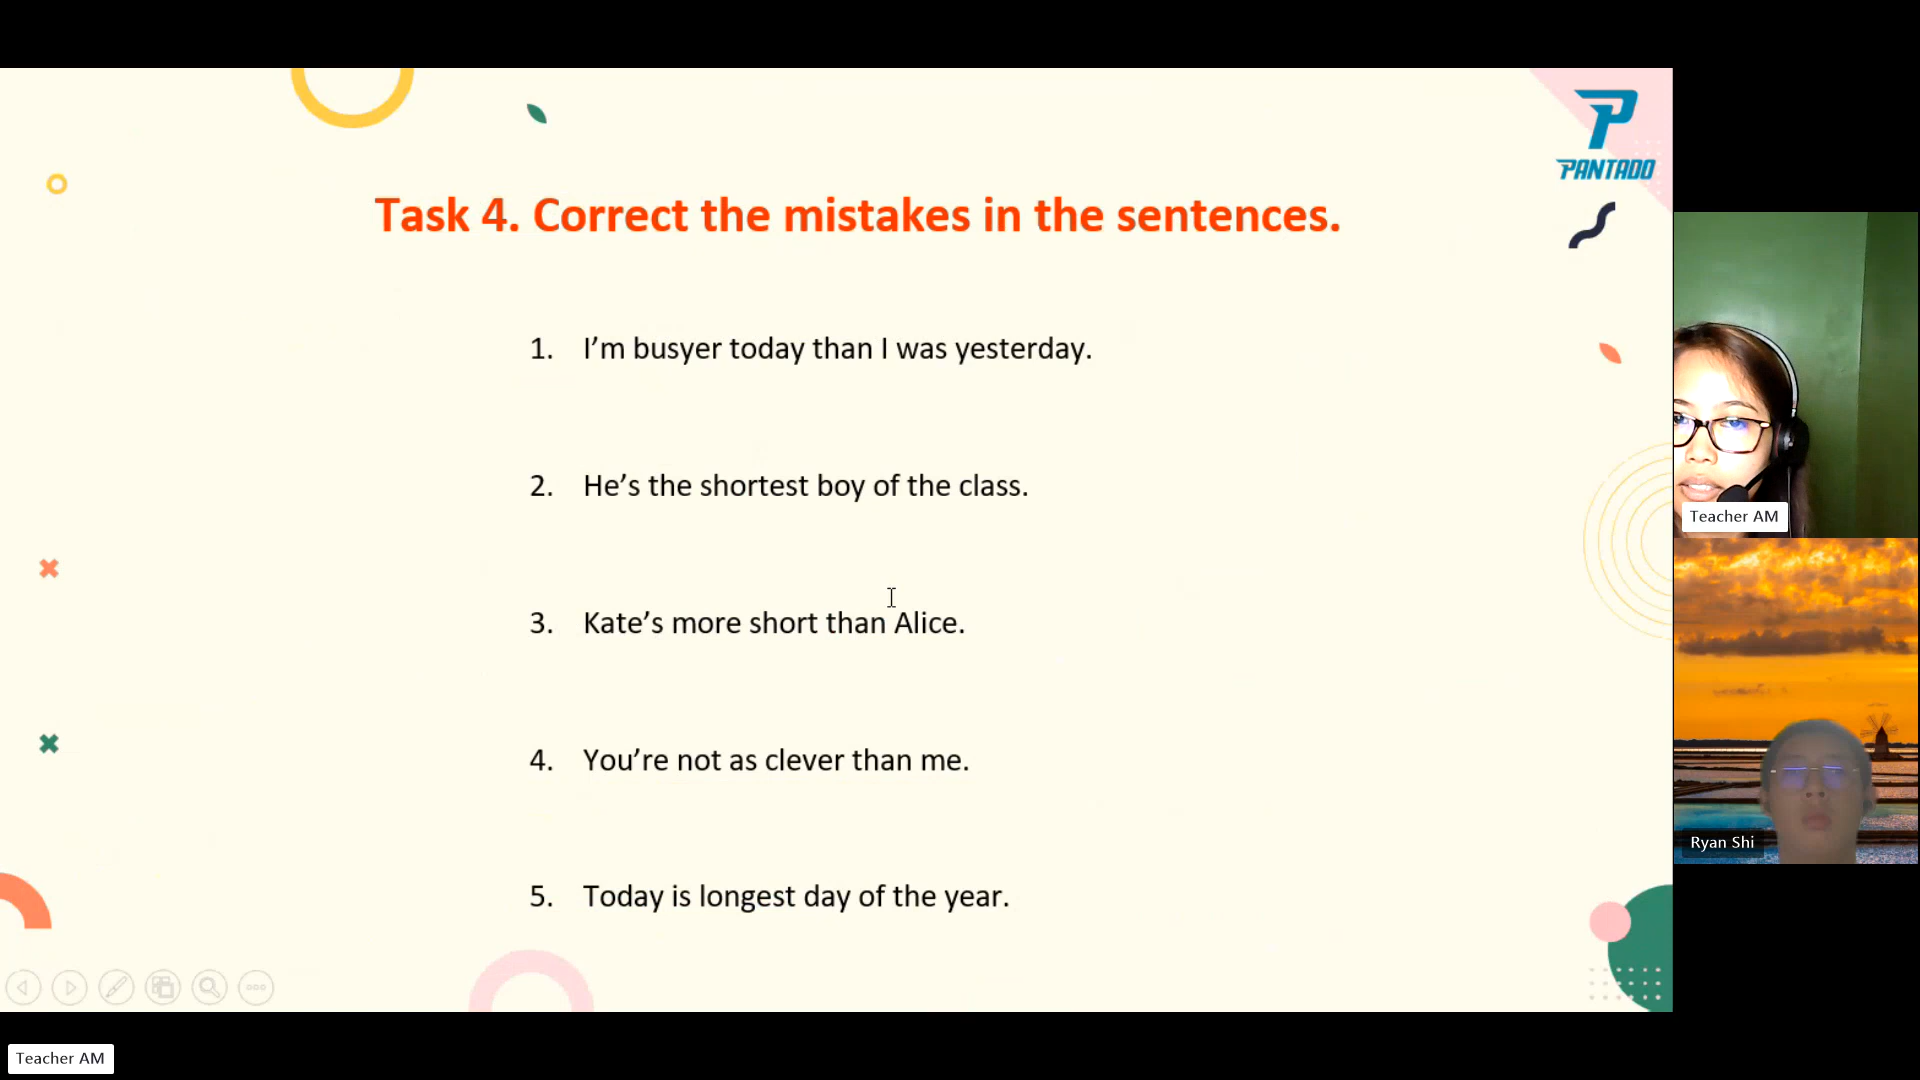 PANTADO
Task 4. Correct the mistakes in the sentences.
1. I’m busyer today than I was yesterday.
2. He’s the shortest boy of the class.
3. Kate’s more short than Alice.
4. You’re not as clever than me.
5. Today is longest day of the year.
Teacher AM
Ryan Shi
Teacher AM